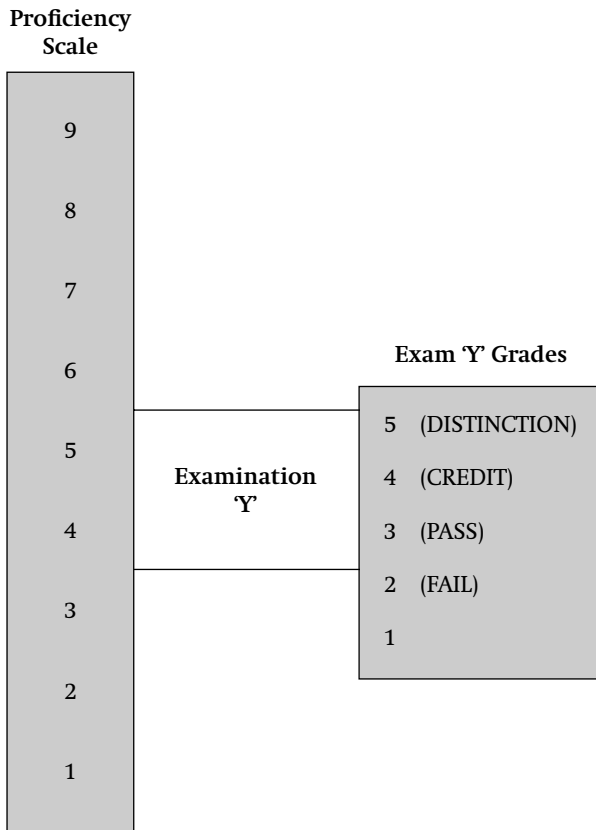 Proficiency
Scale
9
8
7
6
5
4
3
2
1
Examination
‘Y’
Exam ‘Y’ Grades
5 (DISTINCTION)
4 (CREDIT)
3 (PASS)
2 (FAIL)
1